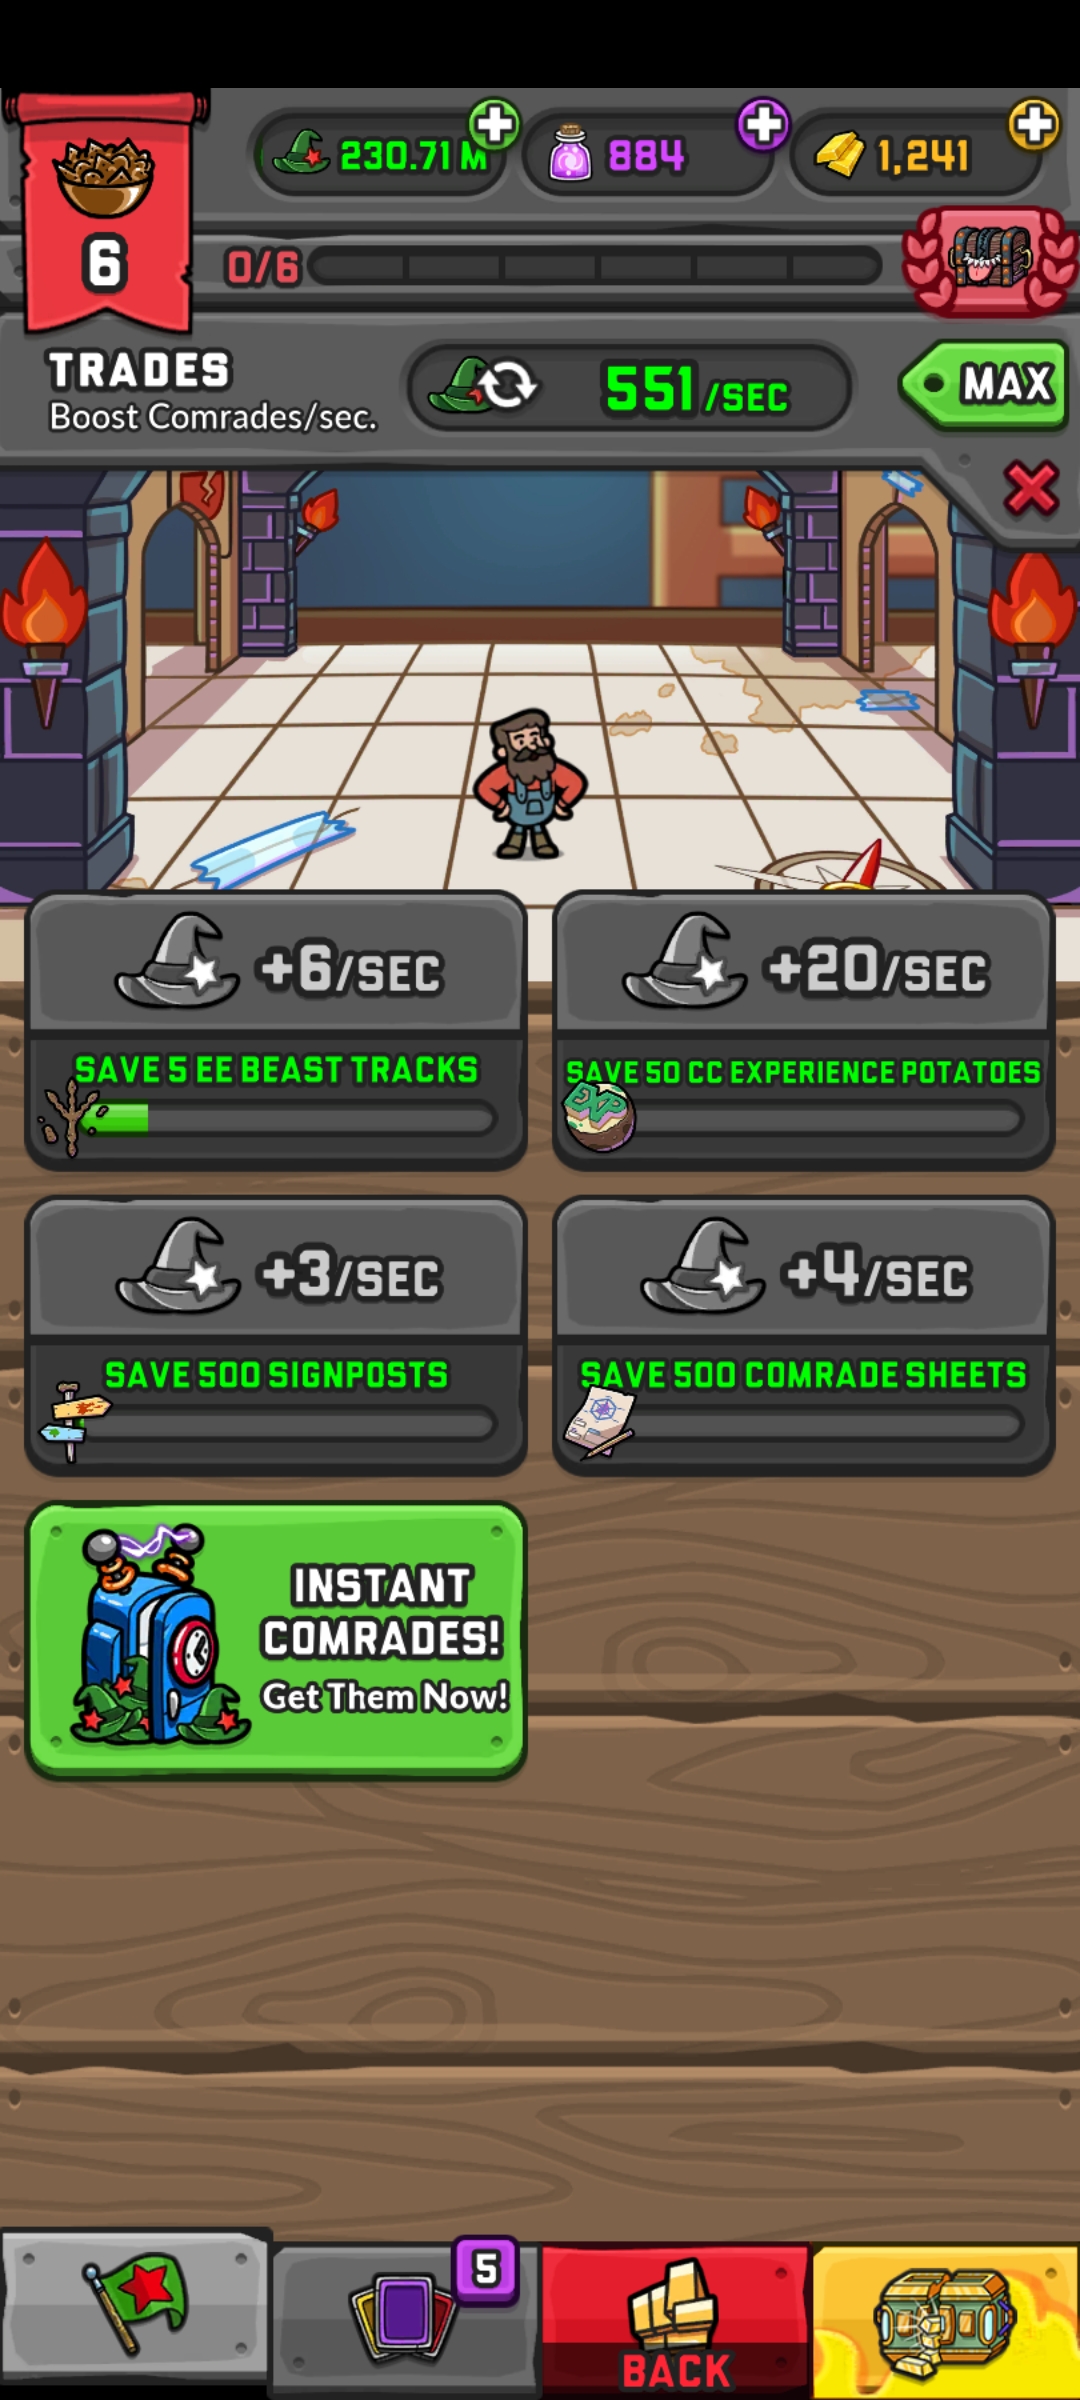 230.71 M
884
1,241
6
0/6
TRADES
Boost Comrades/sec.
551 /SEC
MAX
+6/SEC
+20/SEC
SAVE 5 EE BEAST TRACKS
SAVE 50 CC EXPERIENCE POTATOES
EXP
+3/SEC
+4/SEC
SAVE 500 SIGNPOSTS
SAVE 500 COMRADE SHEETS
INSTANT
COMRADES!
Get Them Now!
5
BACK